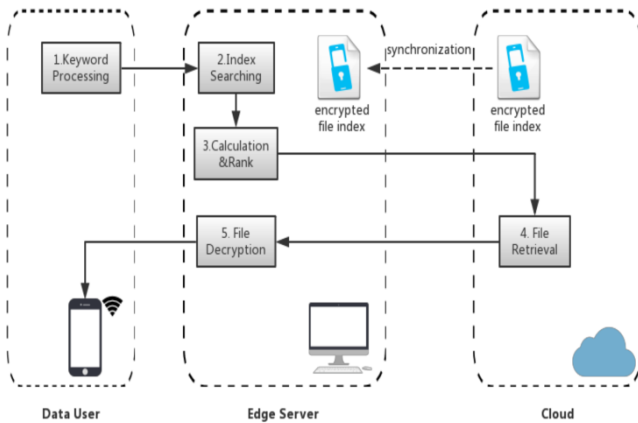 1.Keyword
Processing
2.Index
Searching
synchronization
encrypted
file index
encrypted
file index
3.Calculation
&Rank
5. File
Decryption
4. File
Retrieval
Data User
Edge Server
Cloud